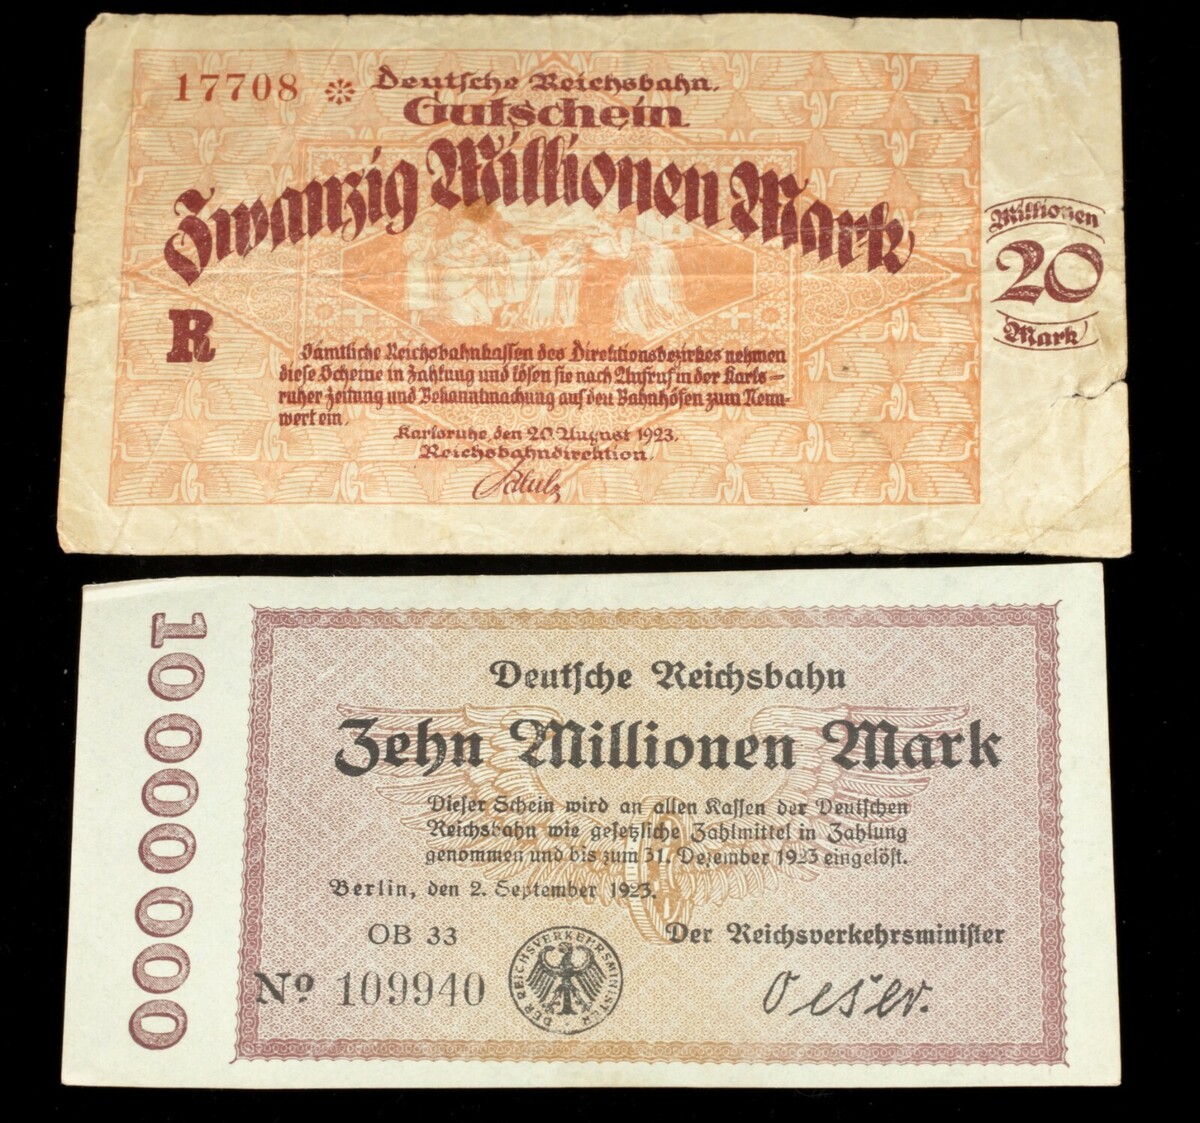 17708 * Deutsche Reichsbahn.
Gutschein
Zwanzig Millionen Mark
Millionen
20
Mark
R
Sämtliche Reichsbahnkassen des Direktionsbezirkes nehmen
diese Scheine in Zahlung und lösen sie nach Aufruf in der Karls=
ruher Zeitung und Bekanntmachung auf den Bahnhöfen zum Nenn-
wert ein.
Karlsruhe, den 20. August 1923.
Reichsbahndirektion.
10000000
Deutsche Reichsbahn
Zehn Millionen Mark
Dieser Schein wird an allen Kassen der Deutschen
Reichsbahn wie gesetzliche Zahlmittel in Zahlung
genommen und bis zum 31. Dezember 1923 eingelöst.
Berlin, den 2. September 1923.
OB 33
Der Reichsverkehrsminister
No 109940
DER REICHSVERKEHRSMINISTER
Oeser.